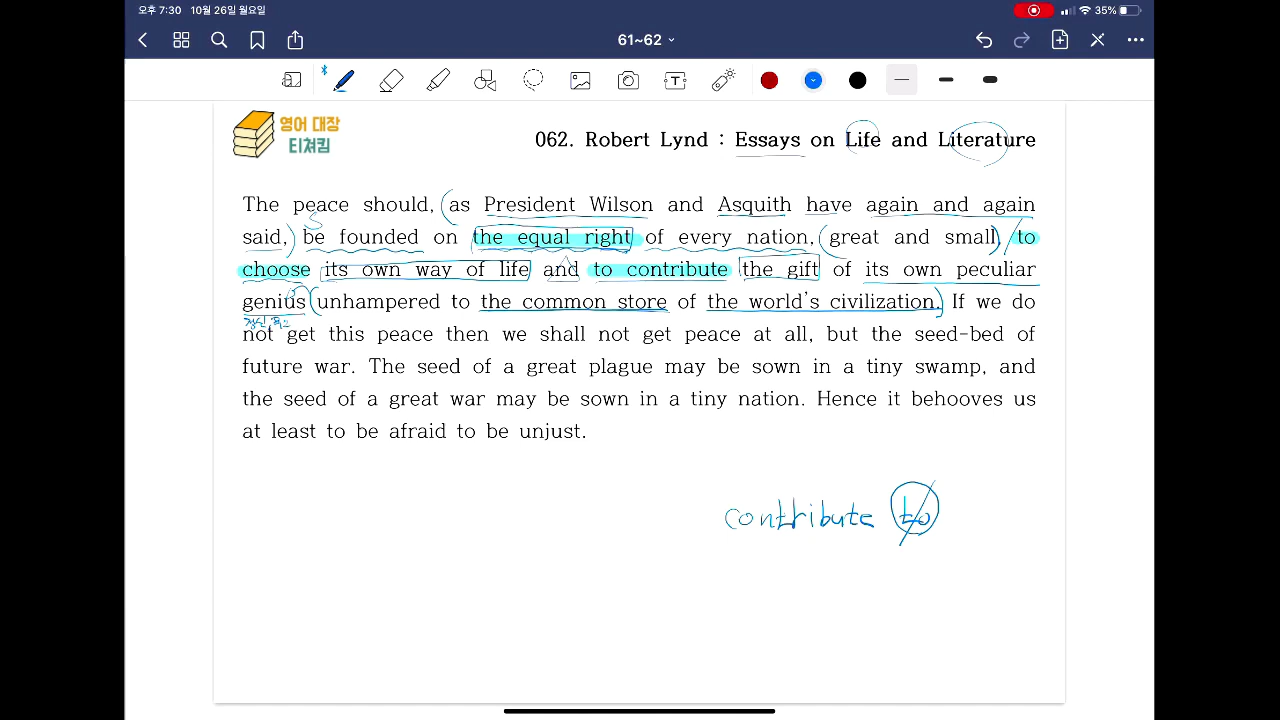 오후 7:30 10월 26일 월요일
35%
61~62
영어 대장
티쳐킴
062. Robert Lynd : Essays on Life and Literature
The peace should, (as President Wilson and Asquith have again and again
said,) be founded on the equal right of every nation, (great and small) / to
choose its own way of life and to contribute the gift of its own peculiar
genius (unhampered to the common store of the world's civilization.) If we do
not get this peace then we shall not get peace at all, but the seed-bed of
future war. The seed of a great plague may be sown in a tiny swamp, and
the seed of a great war may be sown in a tiny nation. Hence it behooves us
at least to be afraid to be unjust.
contribute to